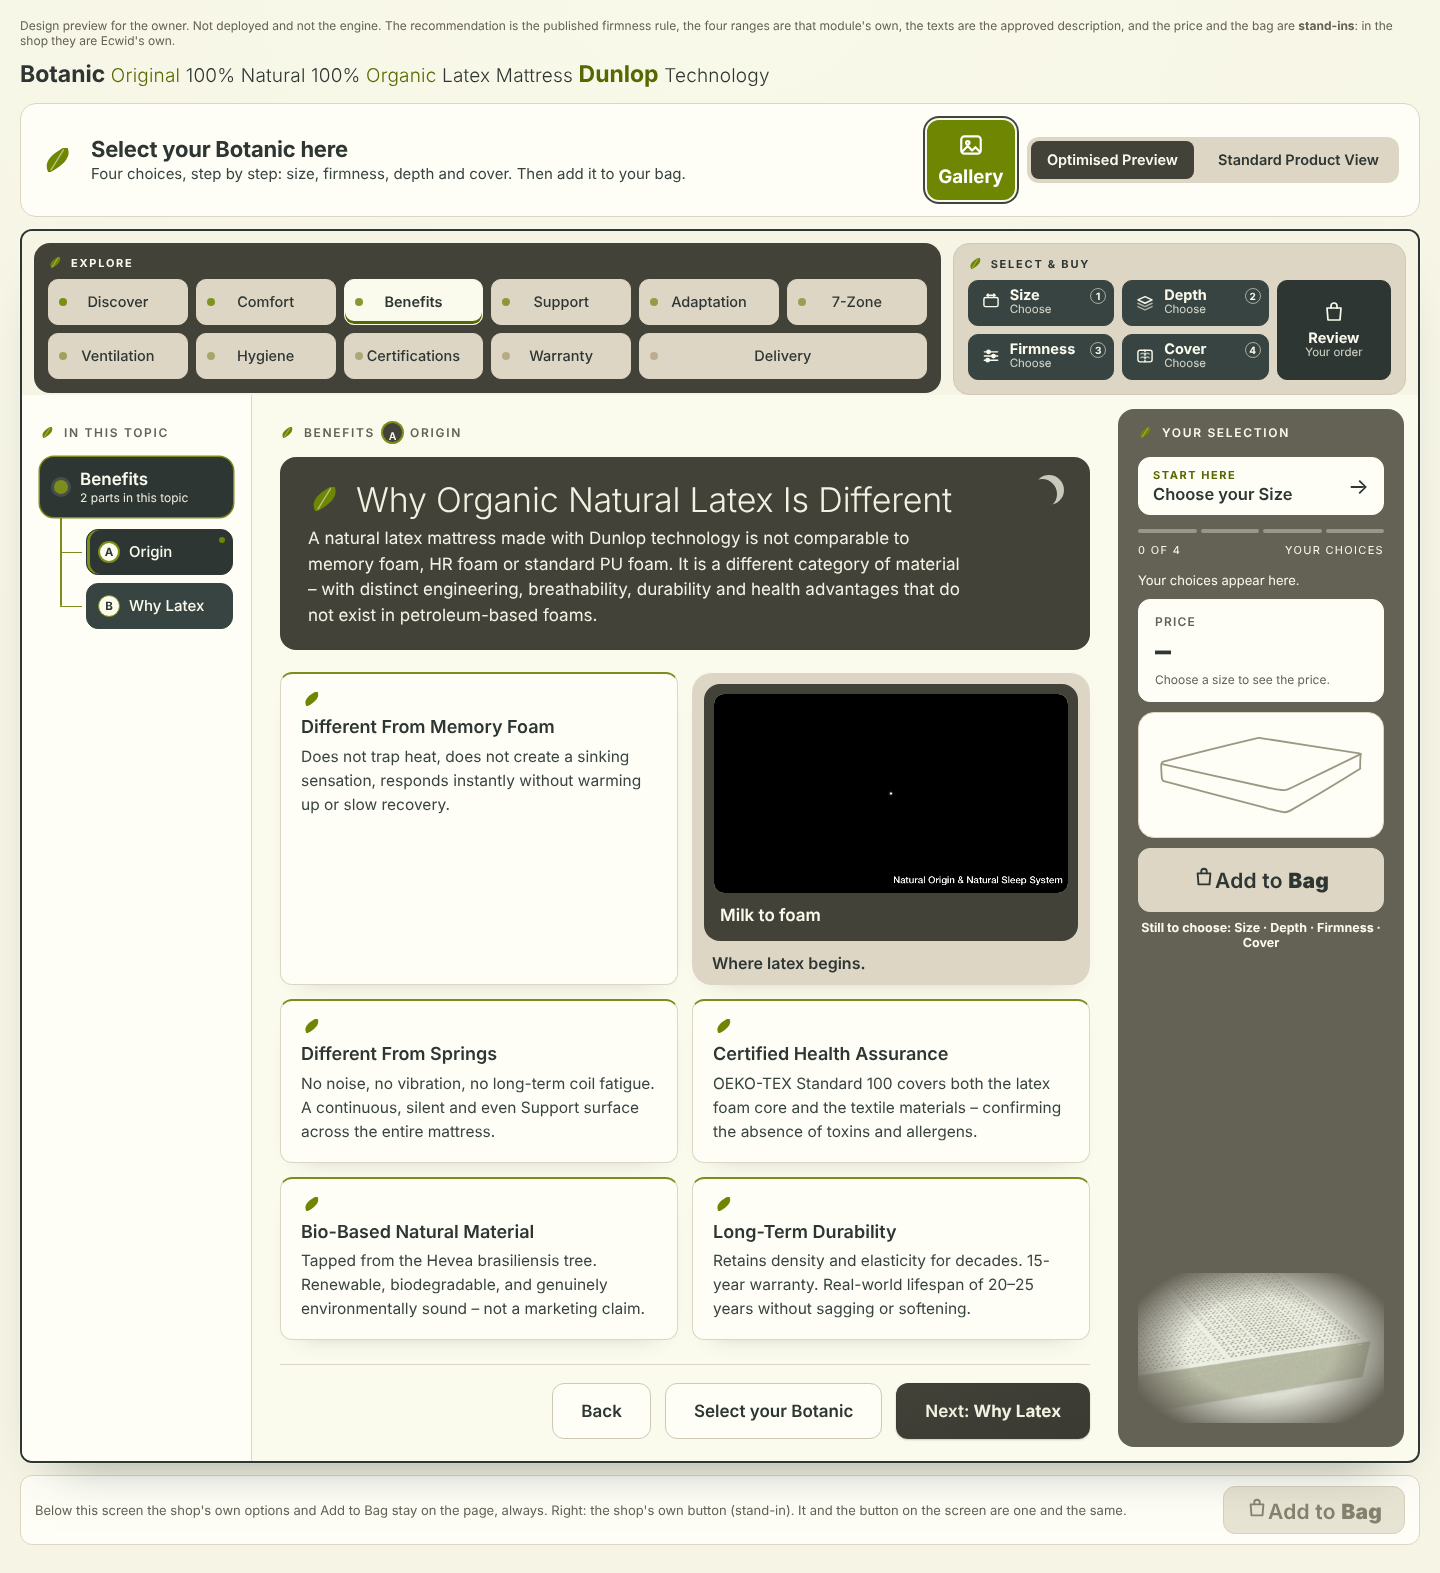 Design preview for the owner. Not deployed and not the engine. The recommendation is the published firmness rule, the four ranges are that module's own, the texts are the approved description, and the price and the bag are stand-ins: in the
shop they are Ecwid's own.
Botanic Original 100% Natural 100% Organic Latex Mattress Dunlop Technology
Select your Botanic here
Four choices, step by step: size, firmness, depth and cover. Then add it to your bag.
Gallery
Optimised Preview
Standard Product View
EXPLORE
Discover
Comfort
Benefits
Support
Adaptation
7-Zone
Ventilation
Hygiene
Certifications
Warranty
Delivery
SELECT & BUY
Size
Choose
1
Depth
Choose
2
Firmness
Choose
3
Cover
Choose
4
Review
Your order
IN THIS TOPIC
Benefits
2 parts in this topic
A Origin
B Why Latex
BENEFITS A ORIGIN
Why Organic Natural Latex Is Different
A natural latex mattress made with Dunlop technology is not comparable to
memory foam, HR foam or standard PU foam. It is a different category of material
– with distinct engineering, breathability, durability and health advantages that do
not exist in petroleum-based foams.
Different From Memory Foam
Does not trap heat, does not create a sinking
sensation, responds instantly without warming
up or slow recovery.
Natural Origin & Natural Sleep System
Milk to foam
Where latex begins.
Different From Springs
No noise, no vibration, no long-term coil fatigue.
A continuous, silent and even Support surface
across the entire mattress.
Certified Health Assurance
OEKO-TEX Standard 100 covers both the latex
foam core and the textile materials – confirming
the absence of toxins and allergens.
Bio-Based Natural Material
Tapped from the Hevea brasiliensis tree.
Renewable, biodegradable, and genuinely
environmentally sound – not a marketing claim.
Long-Term Durability
Retains density and elasticity for decades. 15-
year warranty. Real-world lifespan of 20–25
years without sagging or softening.
Back
Select your Botanic
Next: Why Latex
YOUR SELECTION
START HERE
Choose your Size
0 OF 4
YOUR CHOICES
Your choices appear here.
PRICE
–
Choose a size to see the price.
Add to Bag
Still to choose: Size · Depth · Firmness ·
Cover
Below this screen the shop's own options and Add to Bag stay on the page, always. Right: the shop's own button (stand-in). It and the button on the screen are one and the same.
Add to Bag